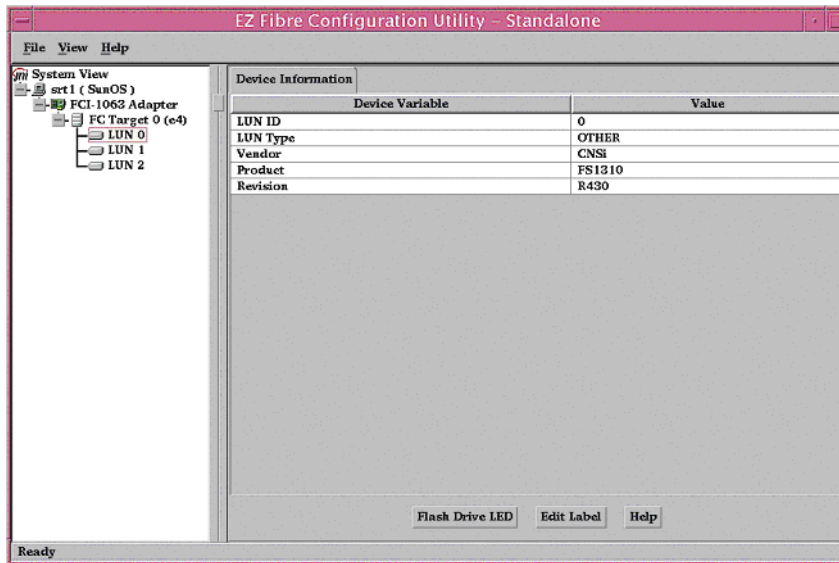 EZ Fibre Configuration Utility – Standalone
File View Help
jni System View
srt1 ( SunOS )
FCI-1063 Adapter
FC Target 0 (e4)
LUN 0
LUN 1
LUN 2
Device Information
Device Variable Value
LUN ID 0
LUN Type OTHER
Vendor CNSi
Product FS1310
Revision R430
Flash Drive LED Edit Label Help
Ready